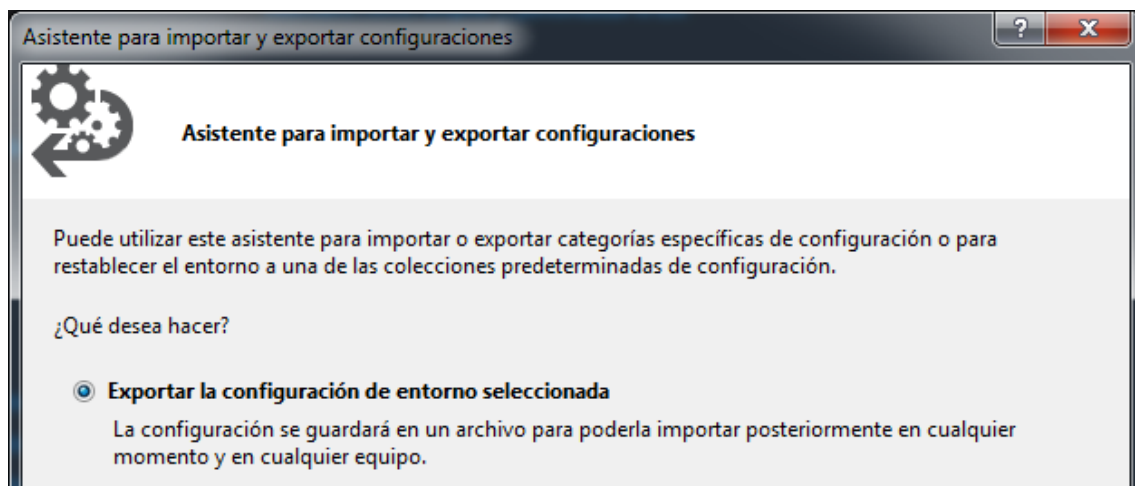 Asistente para importar y exportar configuraciones
?
X
Asistente para importar y exportar configuraciones
Puede utilizar este asistente para importar o exportar categorías específicas de configuración o para
restablecer el entorno a una de las colecciones predeterminadas de configuración.
¿Qué desea hacer?
Exportar la configuración de entorno seleccionada
La configuración se guardará en un archivo para poderla importar posteriormente en cualquier
momento y en cualquier equipo.